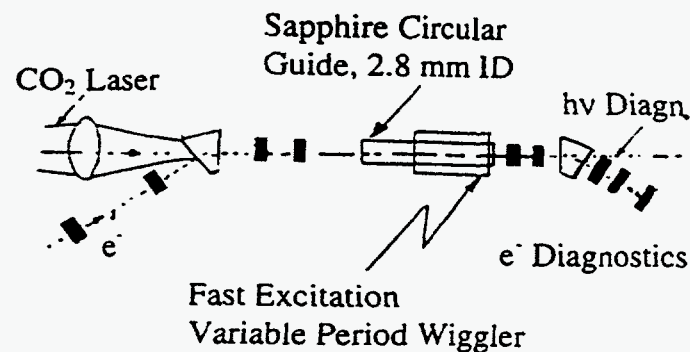 Sapphire Circular
Guide, 2.8 mm ID
CO₂ Laser
hν Diagn.
e⁻
e⁻ Diagnostics
Fast Excitation
Variable Period Wiggler